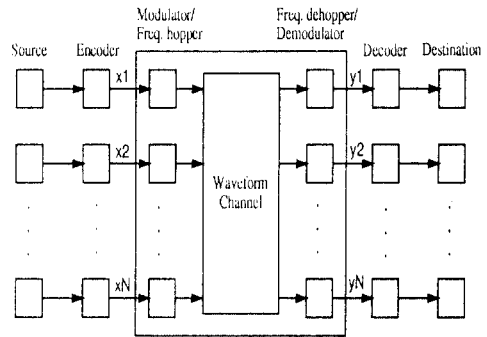 Modulator/ Freq. dehopper/
Source Encoder Freq. hopper Demodulator Decoder Destination
x1 y1
x2 y2
Waveform
Channel
xN yN